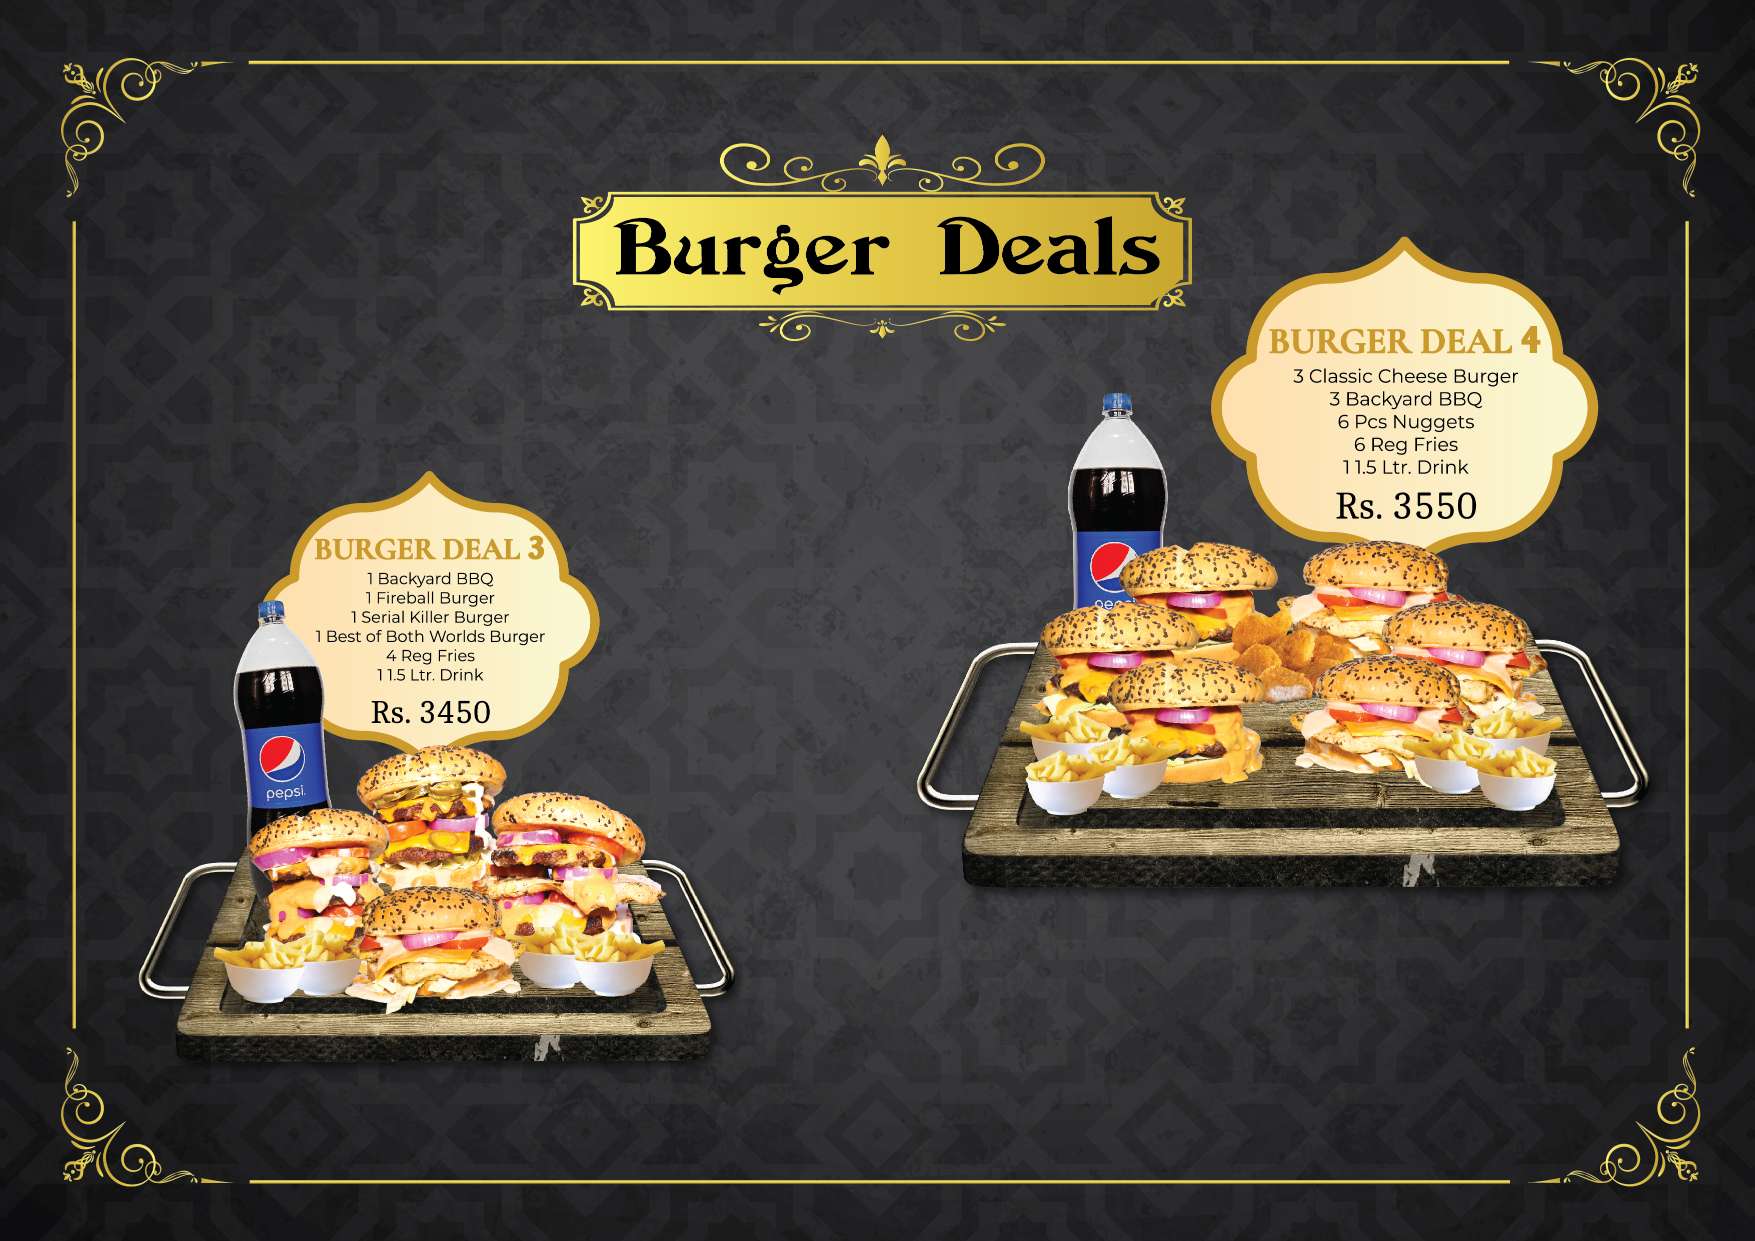 Burger Deals
BURGER DEAL 3
1 Backyard BBQ
1 Fireball Burger
1 Serial Killer Burger
1 Best of Both Worlds Burger
4 Reg Fries
1 1.5 Ltr. Drink
Rs. 3450
pepsi.
BURGER DEAL 4
3 Classic Cheese Burger
3 Backyard BBQ
6 Pcs Nuggets
6 Reg Fries
1 1.5 Ltr. Drink
Rs. 3550
pepsi